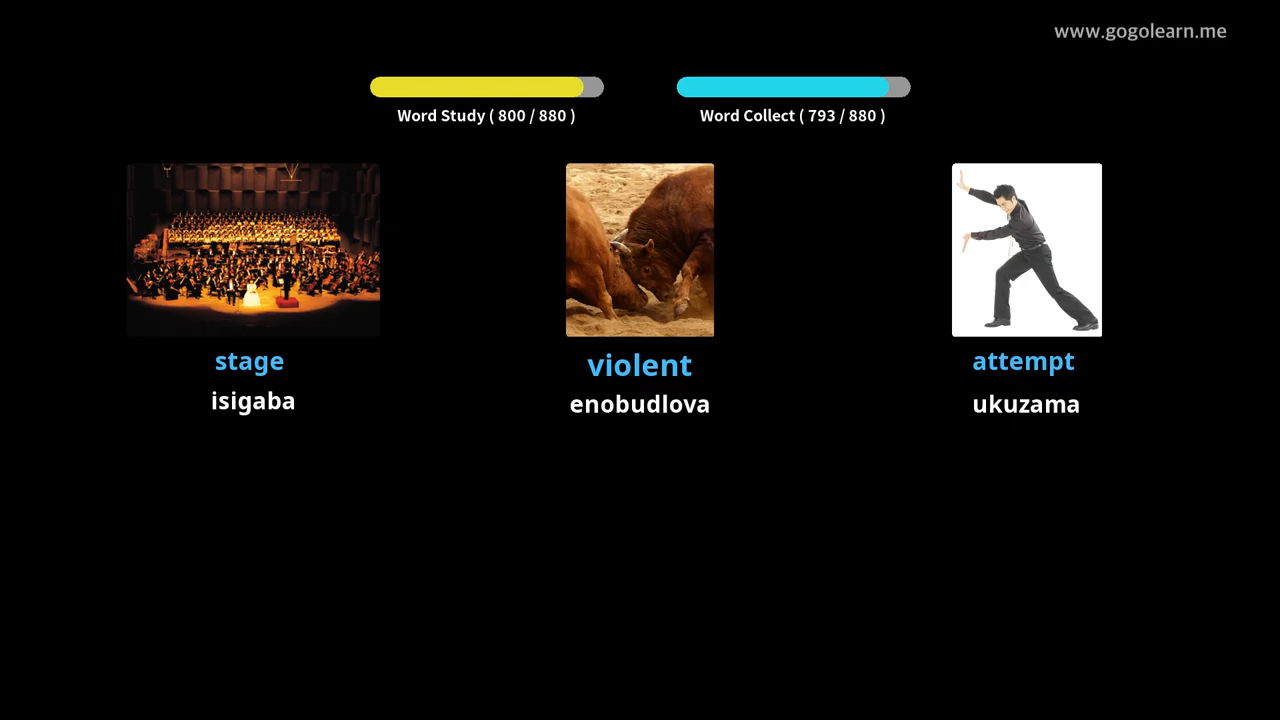 www.gogolearn.me
Word Study ( 800 / 880 )
Word Collect ( 793 / 880 )
stage
violent
attempt
isigaba
enobudlova
ukuzama